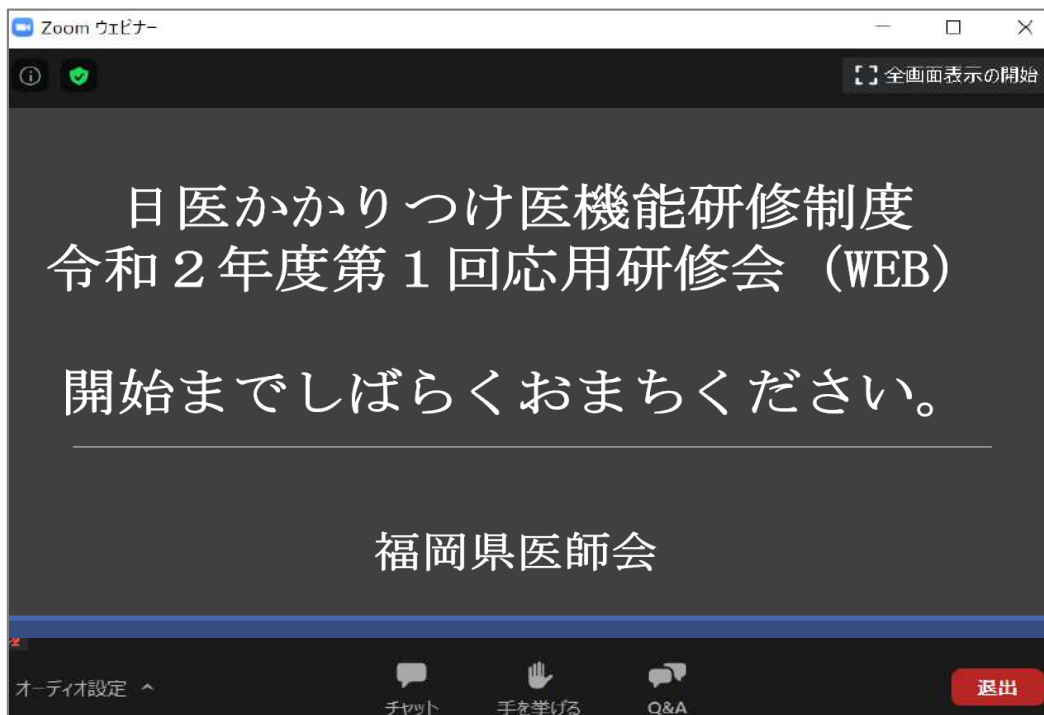 Zoom ウェビナー
全画面表示の開始
日医かかりつけ医機能研修制度
令和２年度第１回応用研修会（WEB）
開始までしばらくおまちください。
福岡県医師会
オーディオ設定
チャット
手を挙げる
Q&A
退出